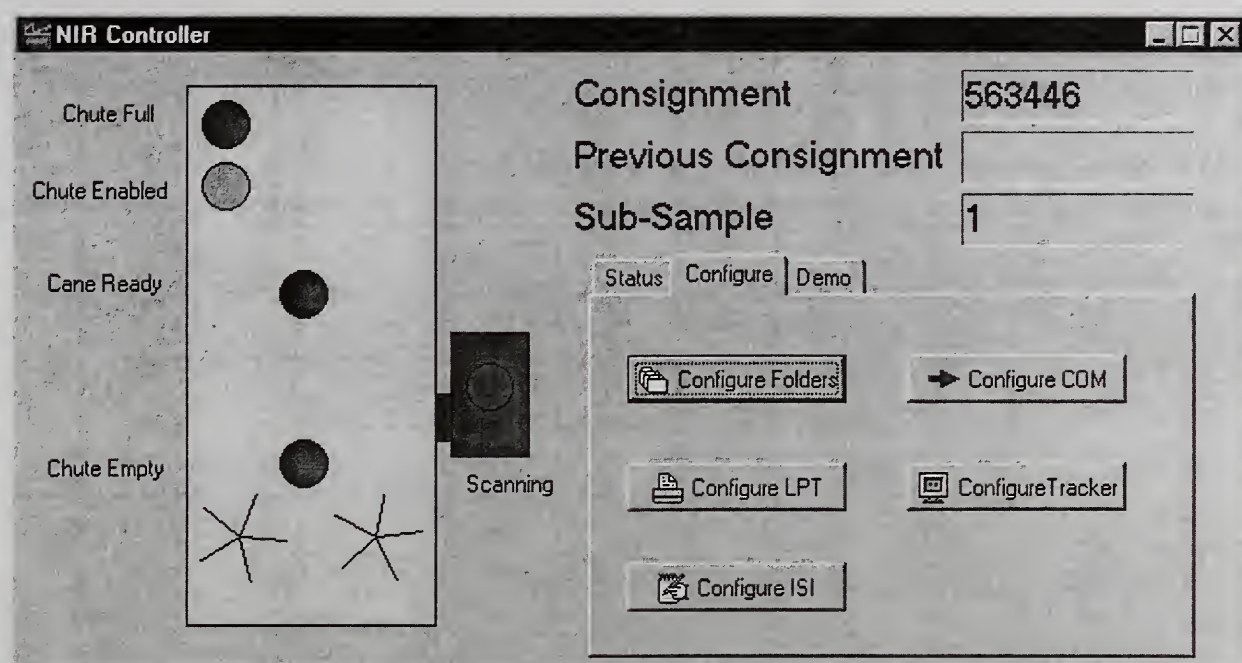 NIR Controller
Chute Full
Chute Enabled
Cane Ready
Chute Empty
Scanning
Consignment 563446
Previous Consignment
Sub-Sample 1
Status Configure Demo
Configure Folders Configure COM
Configure LPT ConfigureTracker
Configure ISI